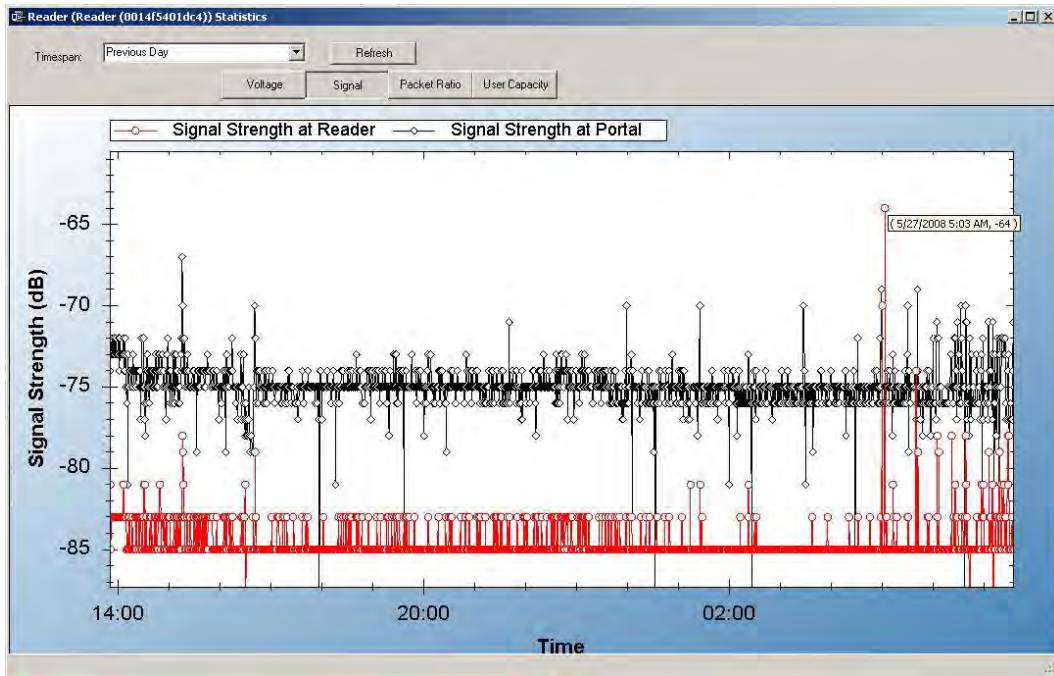 Reader (Reader (0014f5401dc4)) Statistics
Timespan: Previous Day Refresh
Voltage Signal Packet Ratio User Capacity
Signal Strength at Reader Signal Strength at Portal
Signal Strength (dB)
-65
( 5/27/2008 5:03 AM, -64 )
-70
-75
-80
-85
14:00 20:00 02:00
Time